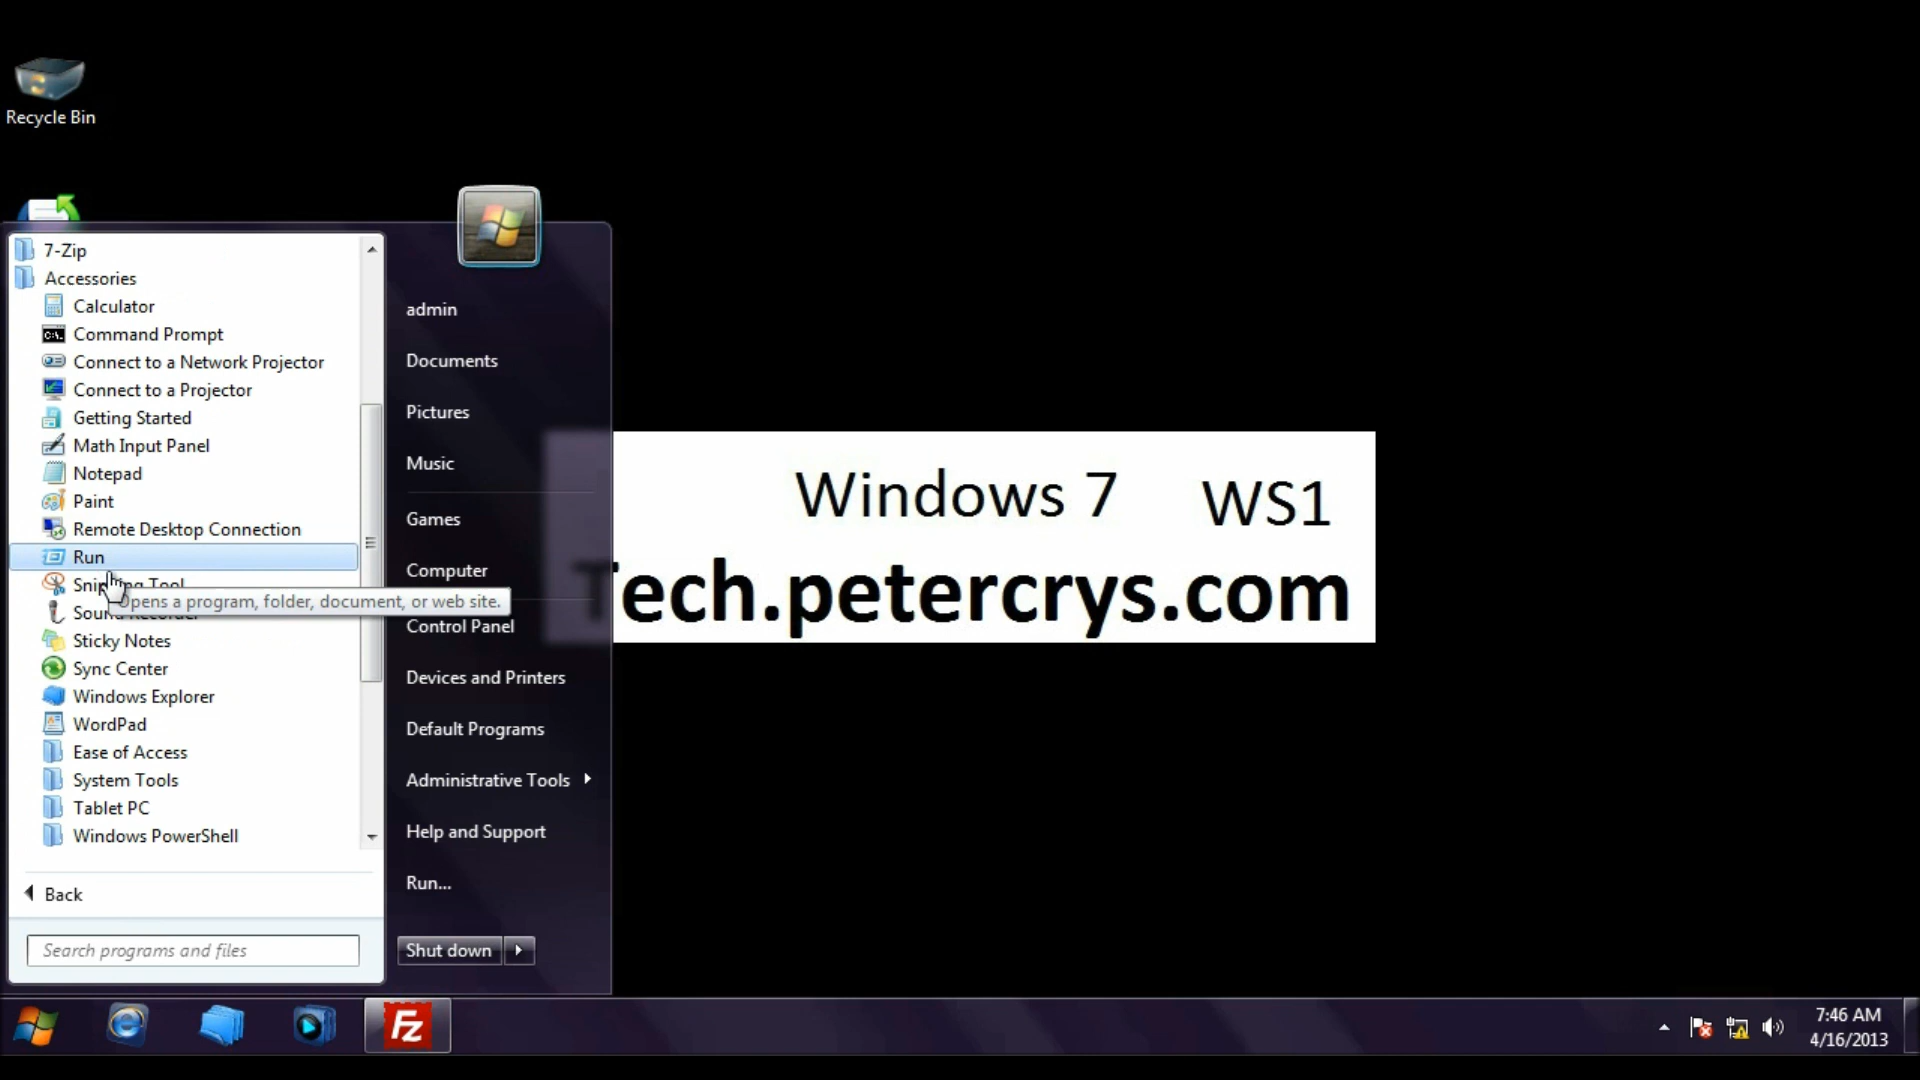 Recycle Bin
7-Zip
Accessories
Calculator
Command Prompt
Connect to a Network Projector
Connect to a Projector
Getting Started
Math Input Panel
Notepad
Paint
Remote Desktop Connection
Run
Opens a program, folder, document, or web site.
Sticky Notes
Sync Center
Windows Explorer
WordPad
Ease of Access
System Tools
Tablet PC
Windows PowerShell
Back
Search programs and files
admin
Documents
Pictures
Music
Games
Computer
Control Panel
Devices and Printers
Default Programs
Administrative Tools
Help and Support
Run...
Shut down
Windows 7 WS1
Tech.petercrys.com
Fz
7:46 AM
4/16/2013